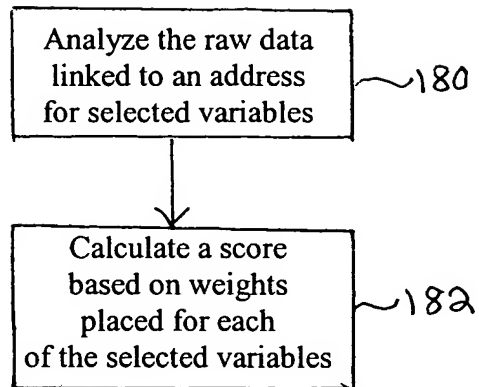 Analyze the raw data
linked to an address
for selected variables
180
Calculate a score
based on weights
placed for each
of the selected variables
182